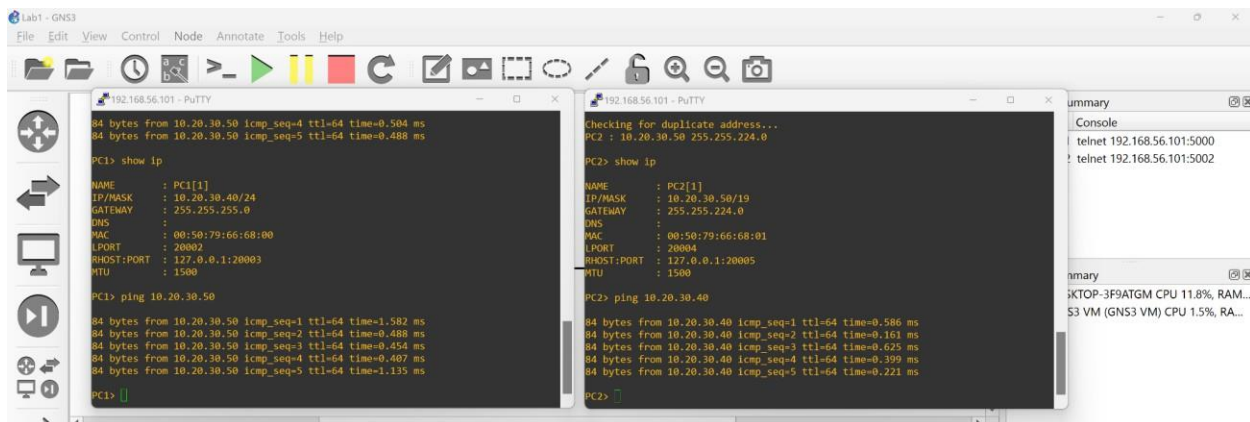 Lab1 - GNS3
File Edit View Control Node Annotate Tools Help
192.168.56.101 - PuTTY
84 bytes from 10.20.30.50 icmp_seq=4 ttl=64 time=0.504 ms
84 bytes from 10.20.30.50 icmp_seq=5 ttl=64 time=0.488 ms
PC1> show ip
NAME : PC1[1]
IP/MASK : 10.20.30.40/24
GATEWAY : 255.255.255.0
DNS :
MAC : 00:50:79:66:68:00
LPORT : 20002
RHOST:PORT : 127.0.0.1:20003
MTU : 1500
PC1> ping 10.20.30.50
84 bytes from 10.20.30.50 icmp_seq=1 ttl=64 time=1.582 ms
84 bytes from 10.20.30.50 icmp_seq=2 ttl=64 time=0.488 ms
84 bytes from 10.20.30.50 icmp_seq=3 ttl=64 time=0.454 ms
84 bytes from 10.20.30.50 icmp_seq=4 ttl=64 time=0.407 ms
84 bytes from 10.20.30.50 icmp_seq=5 ttl=64 time=1.135 ms
PC1>
192.168.56.101 - PuTTY
Checking for duplicate address...
PC2 : 10.20.30.50 255.255.224.0
PC2> show ip
NAME : PC2[1]
IP/MASK : 10.20.30.50/19
GATEWAY : 255.255.224.0
DNS :
MAC : 00:50:79:66:68:01
LPORT : 20004
RHOST:PORT : 127.0.0.1:20005
MTU : 1500
PC2> ping 10.20.30.40
84 bytes from 10.20.30.40 icmp_seq=1 ttl=64 time=0.586 ms
84 bytes from 10.20.30.40 icmp_seq=2 ttl=64 time=0.161 ms
84 bytes from 10.20.30.40 icmp_seq=3 ttl=64 time=0.625 ms
84 bytes from 10.20.30.40 icmp_seq=4 ttl=64 time=0.399 ms
84 bytes from 10.20.30.40 icmp_seq=5 ttl=64 time=0.221 ms
PC2>
ummary
Console
telnet 192.168.56.101:5000
telnet 192.168.56.101:5002
mmary
SKTOP-3F9ATGM CPU 11.8%, RAM...
S3 VM (GNS3 VM) CPU 1.5%, RA...